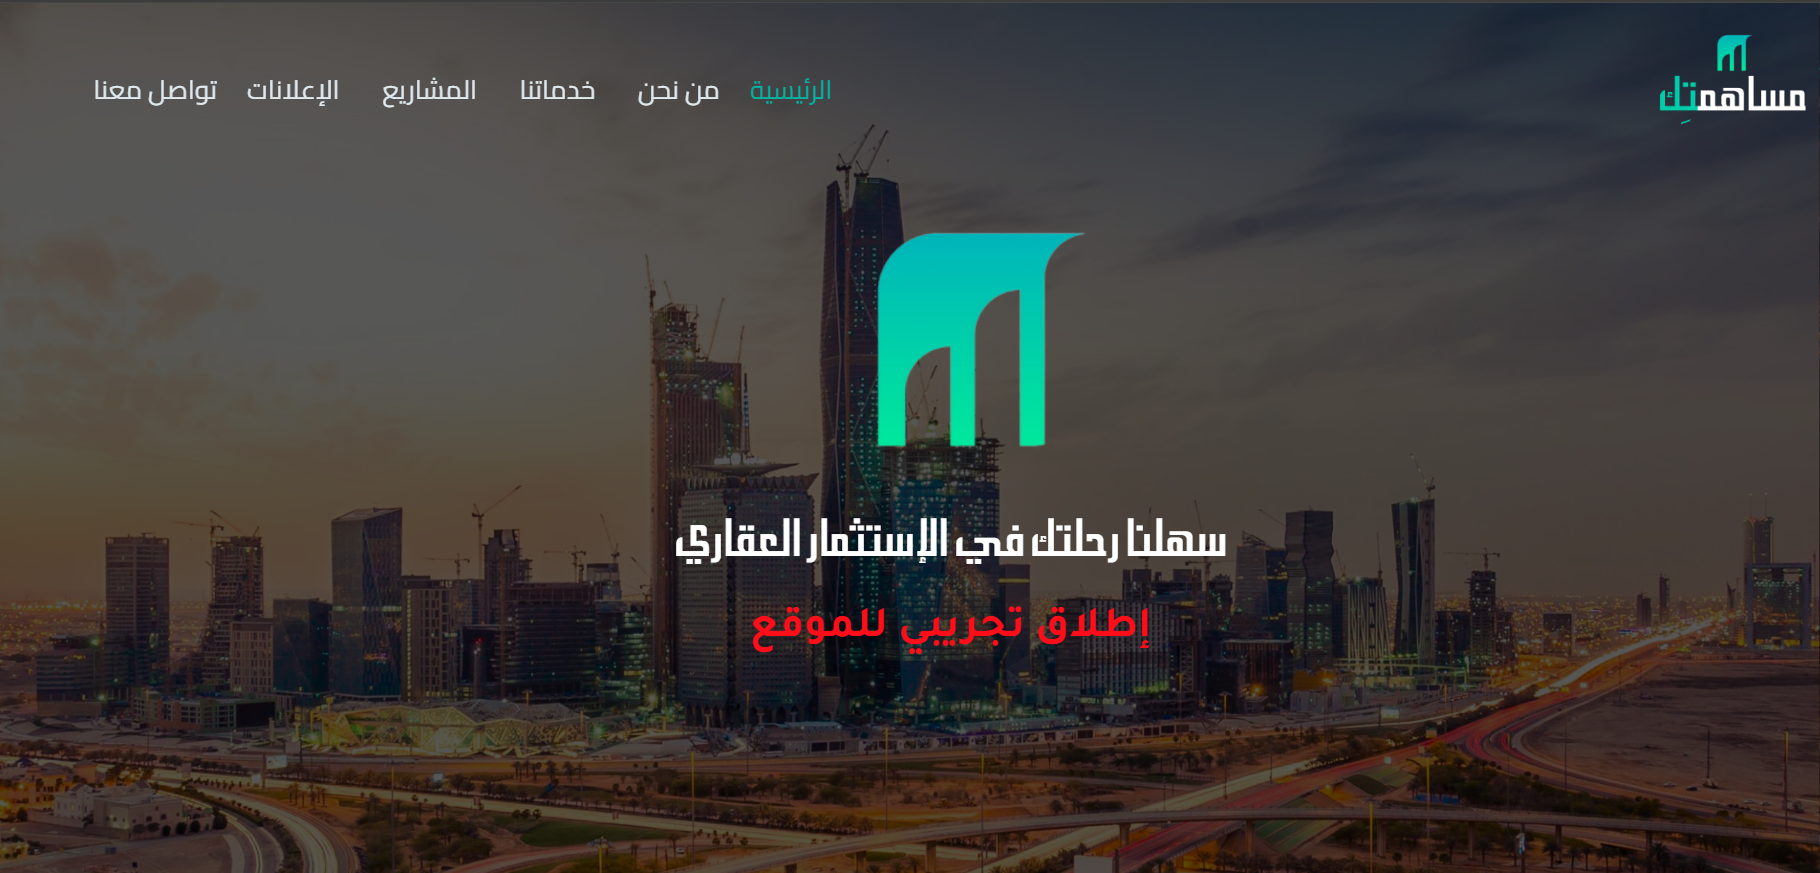 مساهمتِك
الرئيسية من نحن خدماتنا المشاريع الإعلانات تواصل معنا
سهلنا رحلتك في الإستثمار العقاري
إطلاق تجريبي للموقع